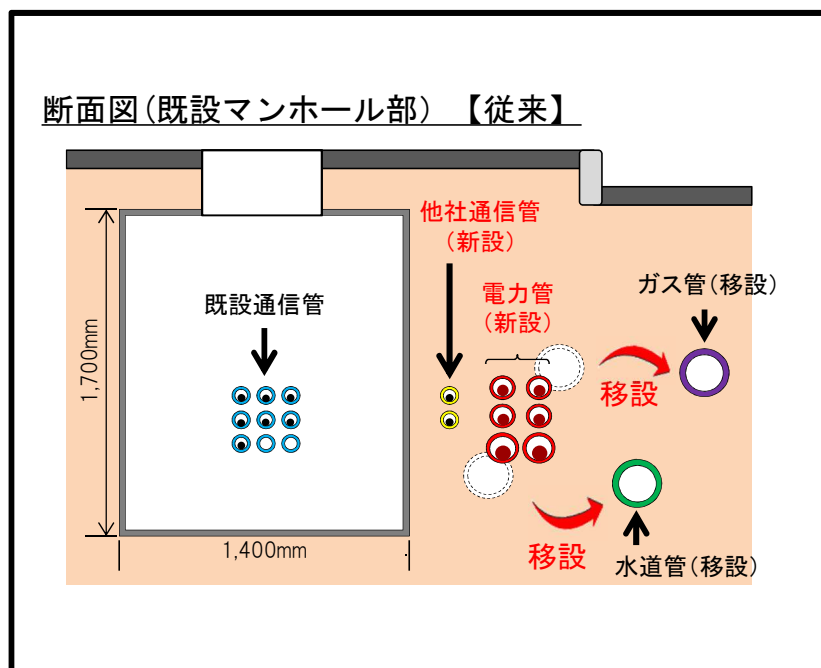 断面図(既設マンホール部) 【従来】
他社通信管
(新設)
電力管
(新設)
ガス管(移設)
既設通信管
1,700mm
移設
1,400mm
移設
水道管(移設)